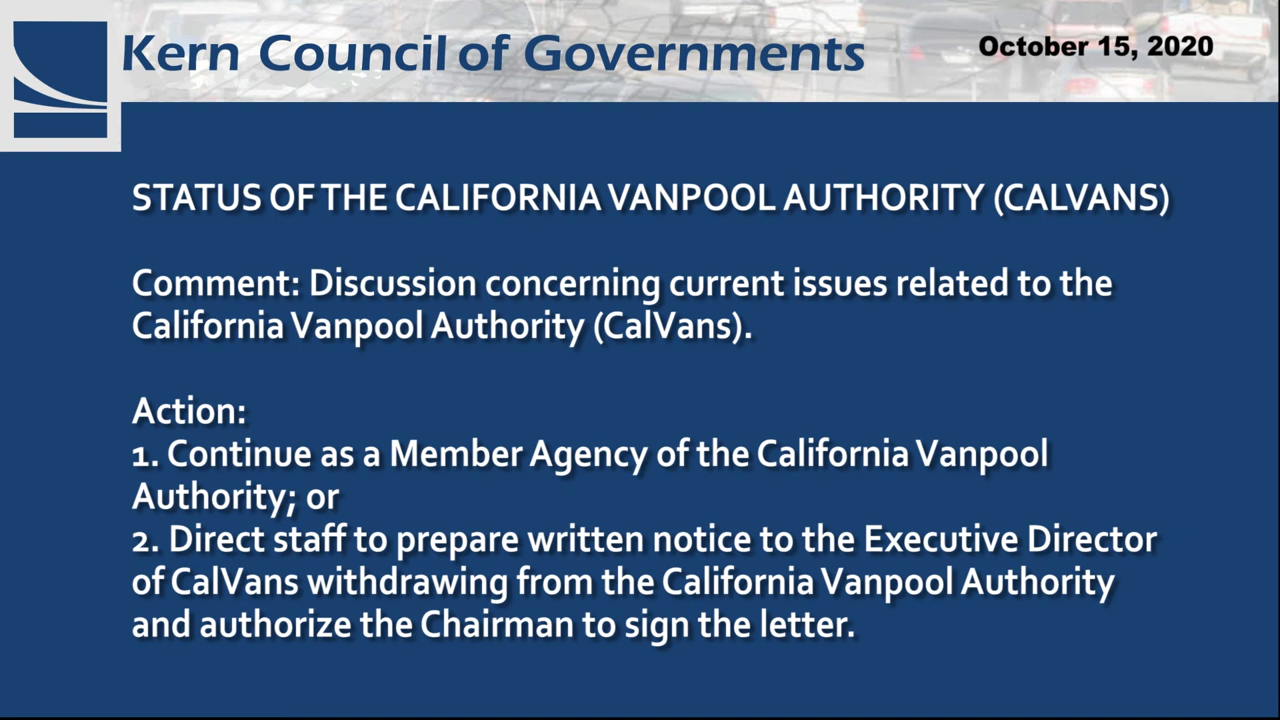 Kern Council of Governments
October 15, 2020
STATUS OF THE CALIFORNIA VANPOOL AUTHORITY (CALVANS)
Comment: Discussion concerning current issues related to the
California Vanpool Authority (CalVans).
Action:
1. Continue as a Member Agency of the California Vanpool
Authority; or
2. Direct staff to prepare written notice to the Executive Director
of CalVans withdrawing from the California Vanpool Authority
and authorize the Chairman to sign the letter.